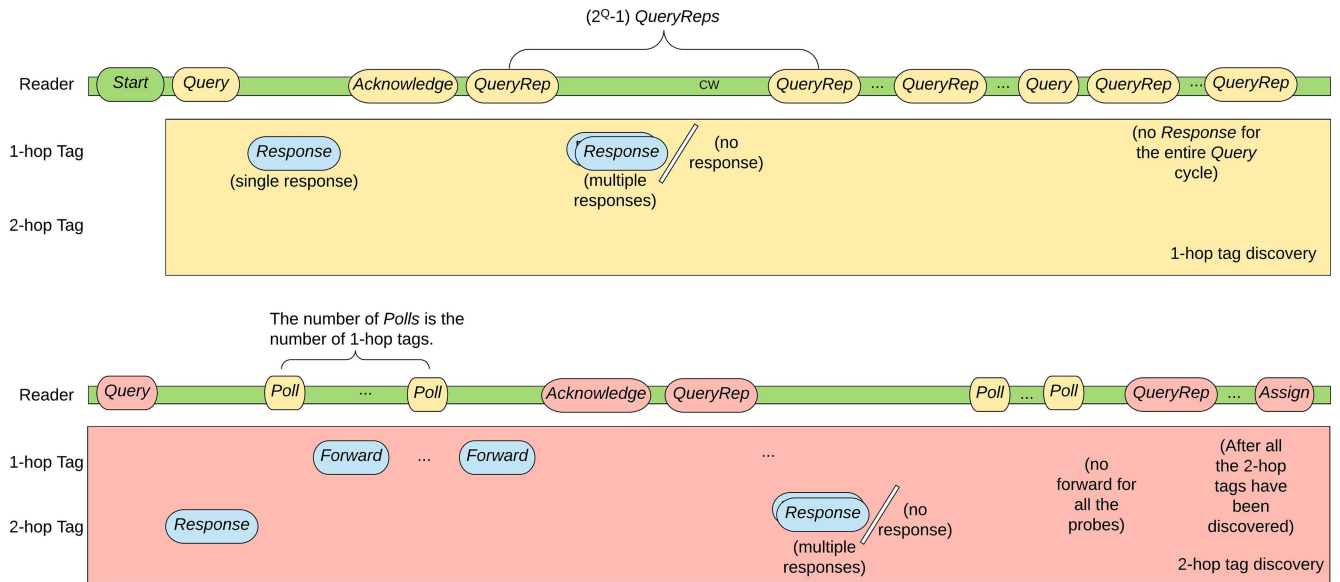 (2^Q-1) QueryReps
Reader Start Query Acknowledge QueryRep CW QueryRep ... QueryRep ... Query QueryRep ... QueryRep
1-hop Tag
Response
(single response)
Response
(multiple
responses)
(no
response)
(no Response for
the entire Query
cycle)
2-hop Tag
1-hop tag discovery
The number of Polls is the
number of 1-hop tags.
Reader Query Poll ... Poll Acknowledge QueryRep Poll ... Poll QueryRep ... Assign
1-hop Tag
Forward ... Forward ...
(no
forward for
all the
probes)
(After all
the 2-hop
tags have
been
discovered)
2-hop Tag
Response
Response
(multiple
responses)
(no
response)
2-hop tag discovery